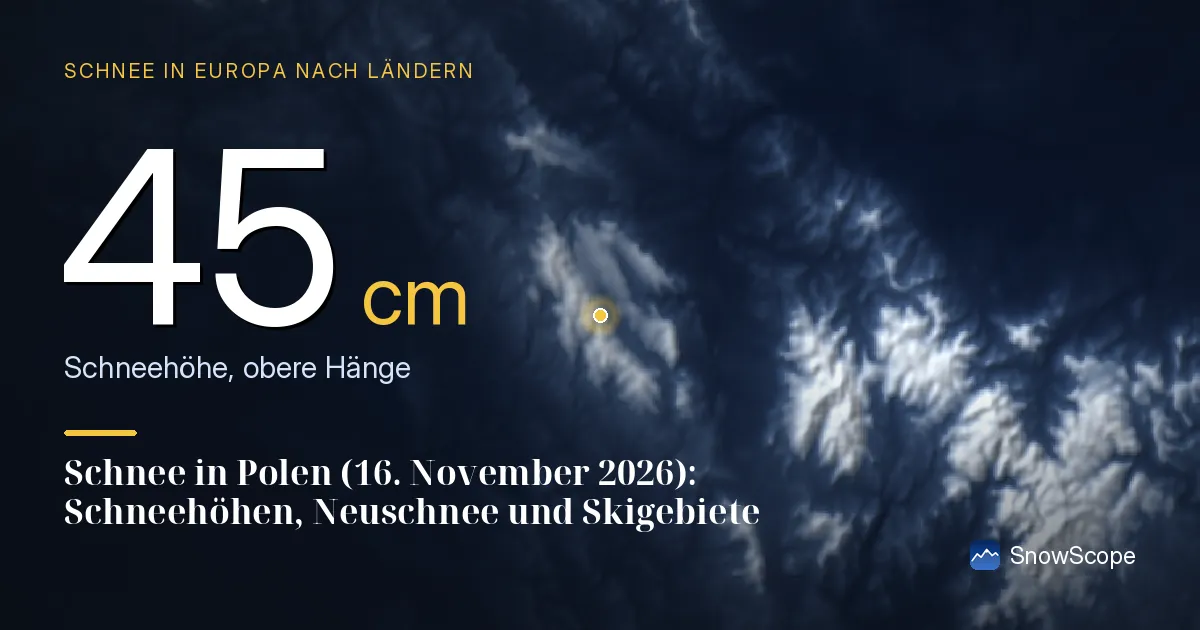 SCHNEE IN EUROPA NACH LÄNDERN
45 cm
Schneehöhe, obere Hänge
Schnee in Polen (16. November 2026):
Schneehöhen, Neuschnee und Skigebiete
SnowScope